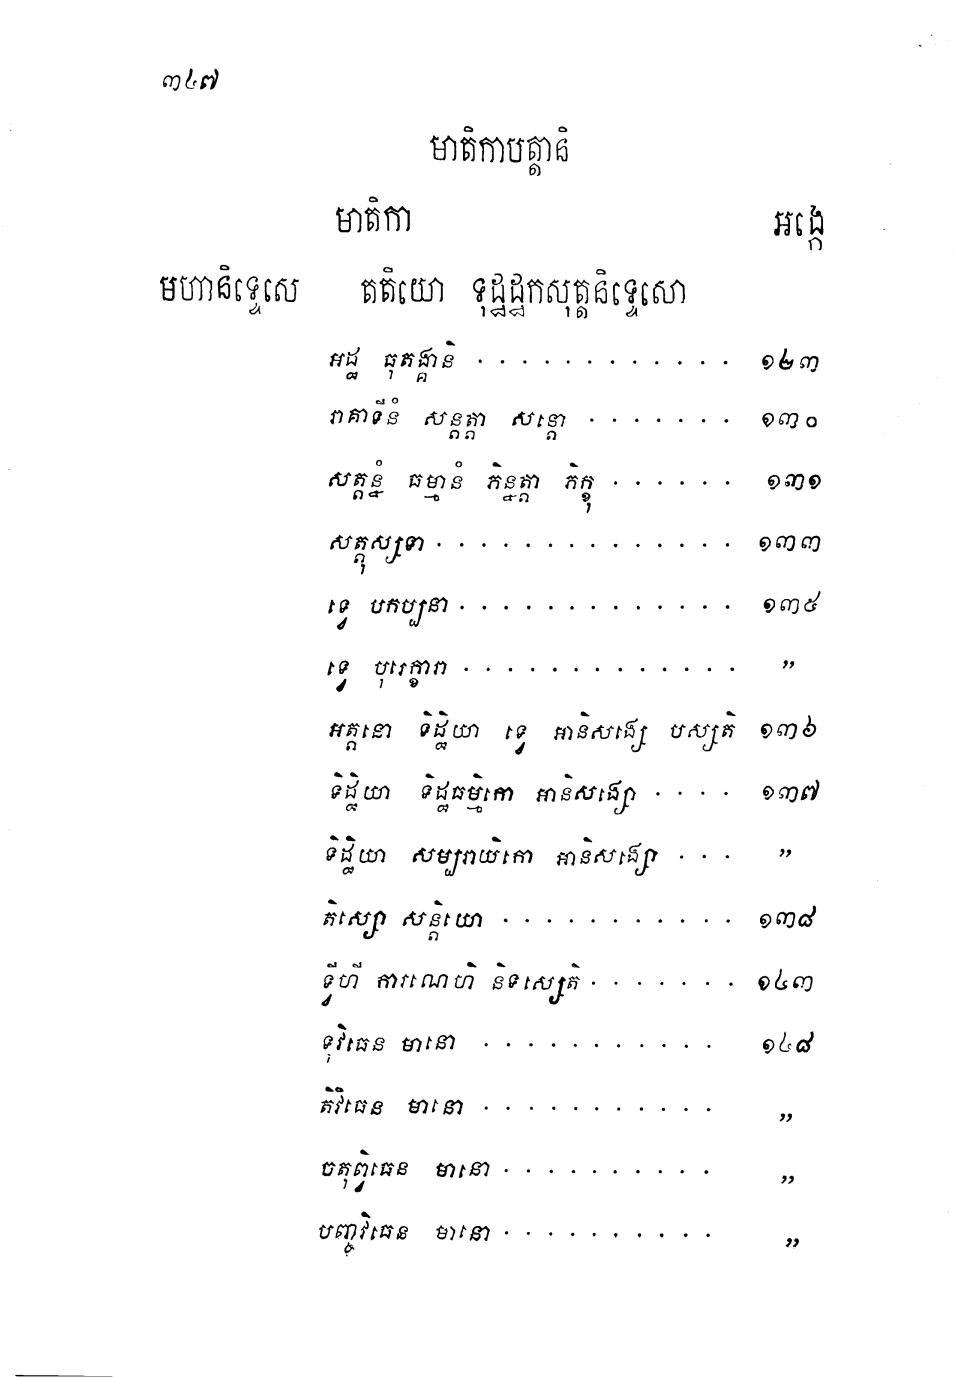 ៣៤៧
មាតិកាបត្តានិ
មាតិកា អង្កេ
មហានិទ្ទេសេ តតិយោ ទុដ្ឋដ្ឋកសុត្តនិទ្ទេសោ
អដ្ឋ ធុតង្គានិ . . . . . . . . . . . . ១២៣
រាគាទីនំ សន្តត្តា សន្តោ . . . . . . . ១៣០
សត្តន្នំ ធម្មានំ ភិន្នត្តា ភិក្ខុ . . . . . . ១៣១
សត្តុស្សទា . . . . . . . . . . . . . . ១៣៣
ទ្វេ បកប្បនា . . . . . . . . . . . . . ១៣៥
ទ្វេ បុរេក្ខារា . . . . . . . . . . . . . ”
អត្តនោ ទិដ្ឋិយា ទ្វេ អានិសង្សេ បស្សតិ ១៣៦
ទិដ្ឋិយា ទិដ្ឋធម្មិកោ អានិសង្សោ . . . . ១៣៧
ទិដ្ឋិយា សម្បរាយិកោ អានិសង្សោ . . . ”
តិស្សោ សន្តិយោ . . . . . . . . . . . ១៣៨
ទ្វីហិ ការណេហិ និទស្សេតិ . . . . . . . ១៤៣
ទុវិធេន មានោ . . . . . . . . . . . ១៤៨
តិវិធេន មានោ . . . . . . . . . . . ”
ចតុព្វិធេន មានោ . . . . . . . . . . ”
បញ្ចវិធេន មានោ . . . . . . . . . . ”